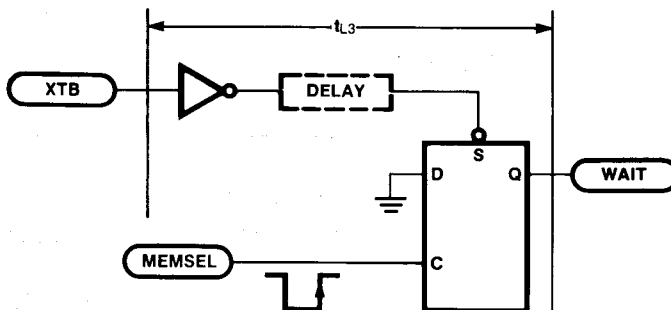 tL3
XTB
DELAY
S
D
Q
WAIT
MEMSEL
C